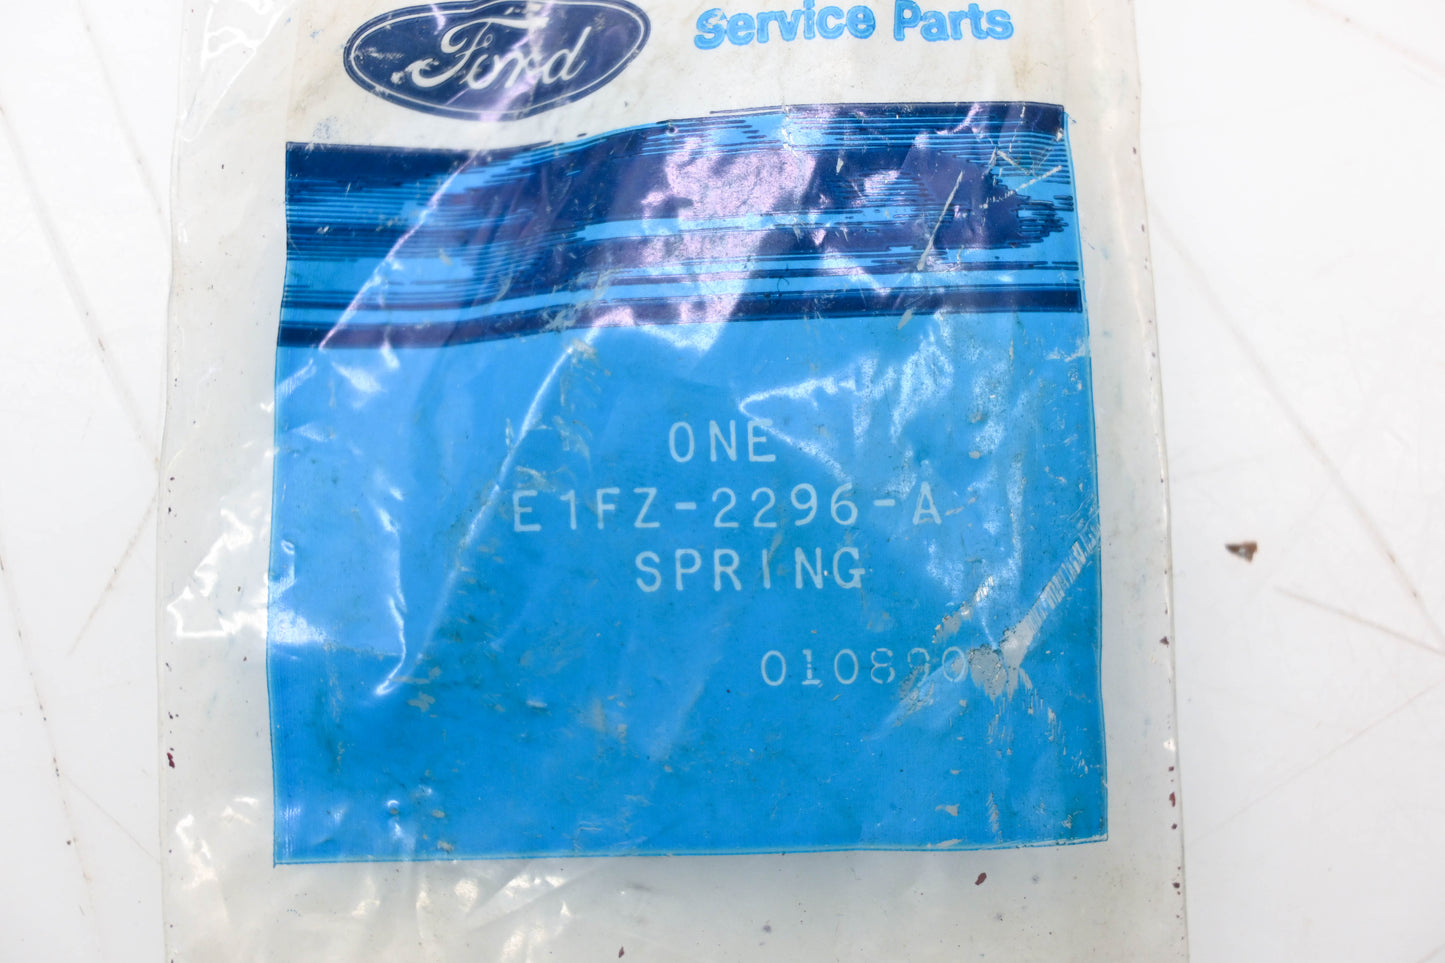 Ford
Service Parts
ONE
E1FZ-2296-A
SPRING
010890